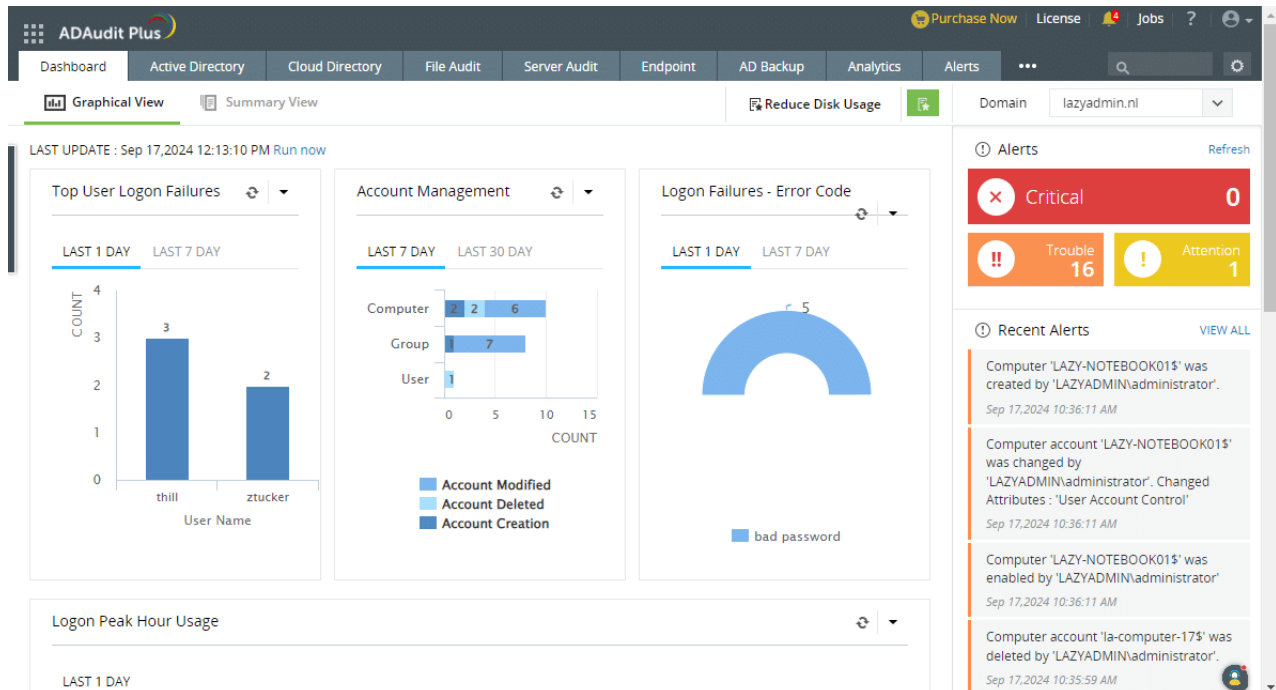 ADAudit Plus
Purchase Now License 4 Jobs ?
Dashboard Active Directory Cloud Directory File Audit Server Audit Endpoint AD Backup Analytics Alerts •••
Graphical View Summary View Reduce Disk Usage Domain lazyadmin.nl
LAST UPDATE : Sep 17,2024 12:13:10 PM Run now
Top User Logon Failures
LAST 1 DAY LAST 7 DAY
COUNT
4
3
2
1
0
3
2
thill ztucker
User Name
Account Management
LAST 7 DAY LAST 30 DAY
Computer 2 2 6
Group 1 7
User 1
0 5 10 15
COUNT
Account Modified
Account Deleted
Account Creation
Logon Failures - Error Code
LAST 1 DAY LAST 7 DAY
5
bad password
Logon Peak Hour Usage
LAST 1 DAY
Alerts Refresh
Critical 0
Trouble
16
Attention
1
Recent Alerts VIEW ALL
Computer 'LAZY-NOTEBOOK01$' was
created by 'LAZYADMIN\administrator'.
Sep 17,2024 10:36:11 AM
Computer account 'LAZY-NOTEBOOK01$'
was changed by
'LAZYADMIN\administrator'. Changed
Attributes : 'User Account Control'
Sep 17,2024 10:36:11 AM
Computer 'LAZY-NOTEBOOK01$' was
enabled by 'LAZYADMIN\administrator'
Sep 17,2024 10:36:11 AM
Computer account 'la-computer-17$' was
deleted by 'LAZYADMIN\administrator'.
Sep 17,2024 10:35:59 AM